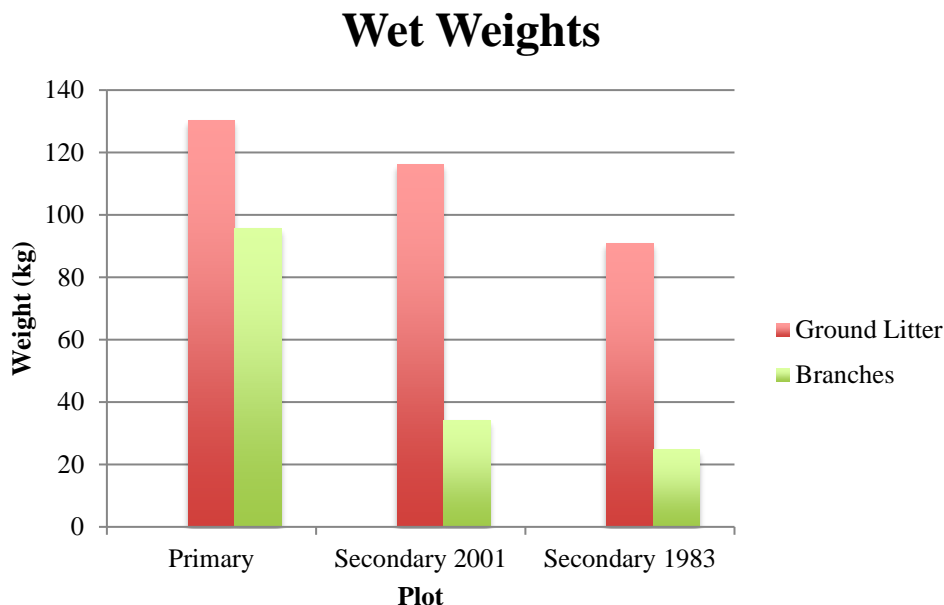 Wet Weights
140
120
100
80
60
40
20
0
Weight (kg)
Primary
Secondary 2001
Secondary 1983
Plot
Ground Litter
Branches